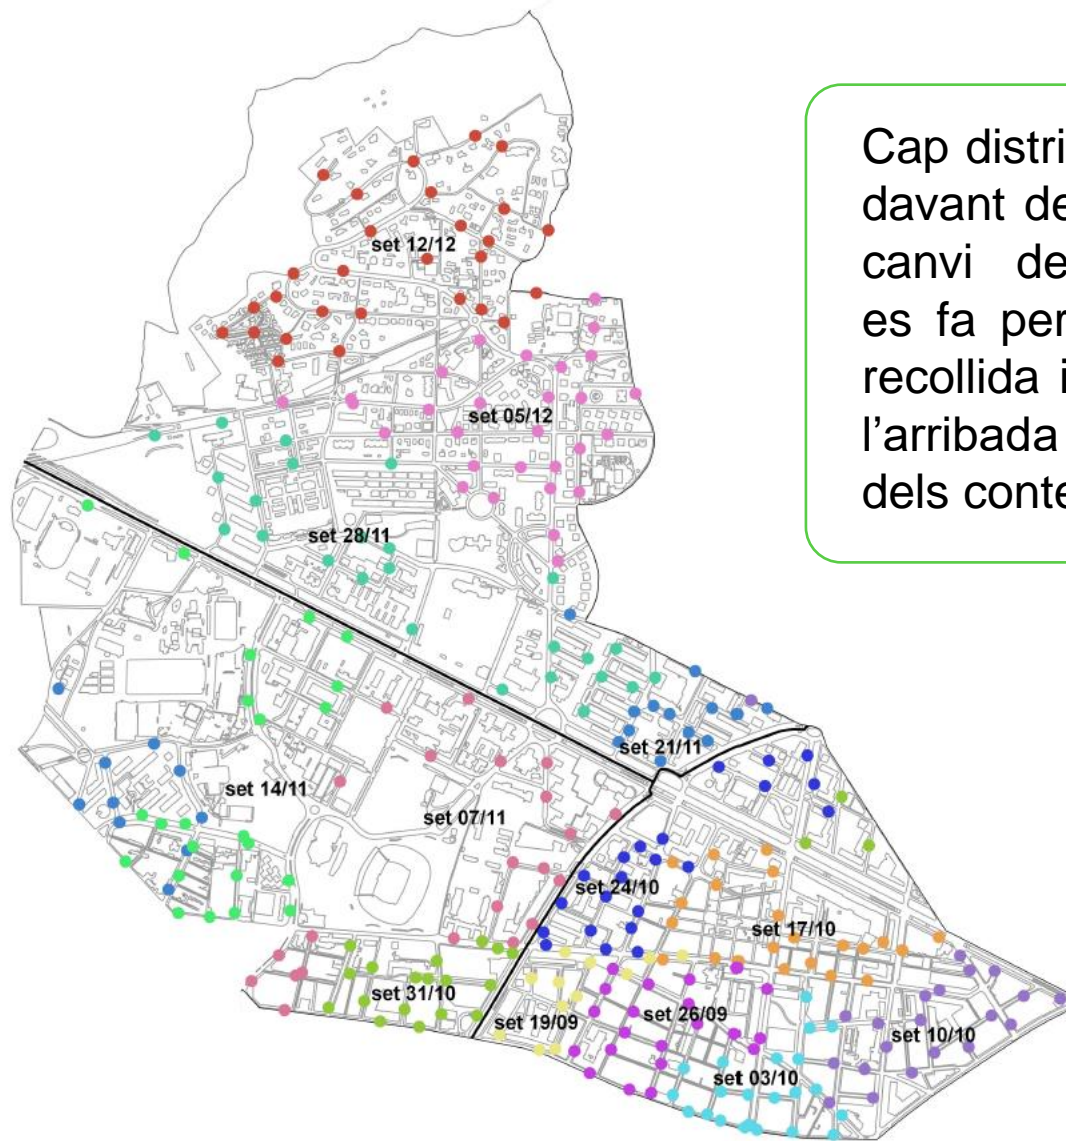 Cap distri
davant de
canvi de
es fa per
recollida i
l’arribada
dels conte
set 12/12
set 05/12
set 28/11
set 21/11
set 14/11
set 07/11
set 24/10
set 17/10
set 31/10
set 19/09
set 26/09
set 10/10
set 03/10